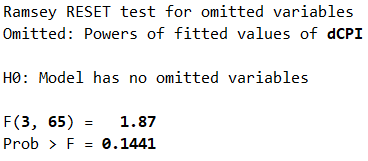 Ramsey RESET test for omitted variables
Omitted: Powers of fitted values of dCPI
H0: Model has no omitted variables
F(3, 65) = 1.87
Prob > F = 0.1441